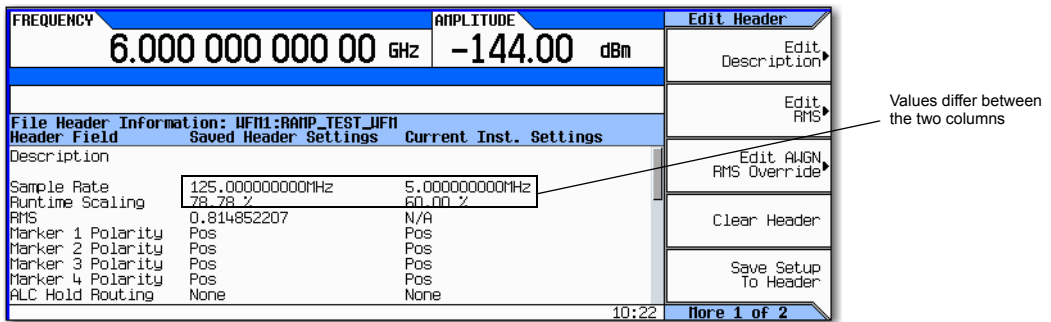 FREQUENCY
AMPLITUDE
Edit Header
6.000 000 000 00 GHz
-144.00 dBm
Edit
Description
Edit
RMS
Values differ between
the two columns
File Header Information: WFM1:RAMP_TEST_WFM
Header Field Saved Header Settings Current Inst. Settings
Description
Edit AWGN
RMS Override
Sample Rate 125.000000000MHz 5.000000000MHz
Runtime Scaling 78.78 % 60.00 %
RMS 0.814852207 N/A
Clear Header
Marker 1 Polarity Pos Pos
Marker 2 Polarity Pos Pos
Marker 3 Polarity Pos Pos
Marker 4 Polarity Pos Pos
Save Setup
To Header
ALC Hold Routing None None
10:22
More 1 of 2